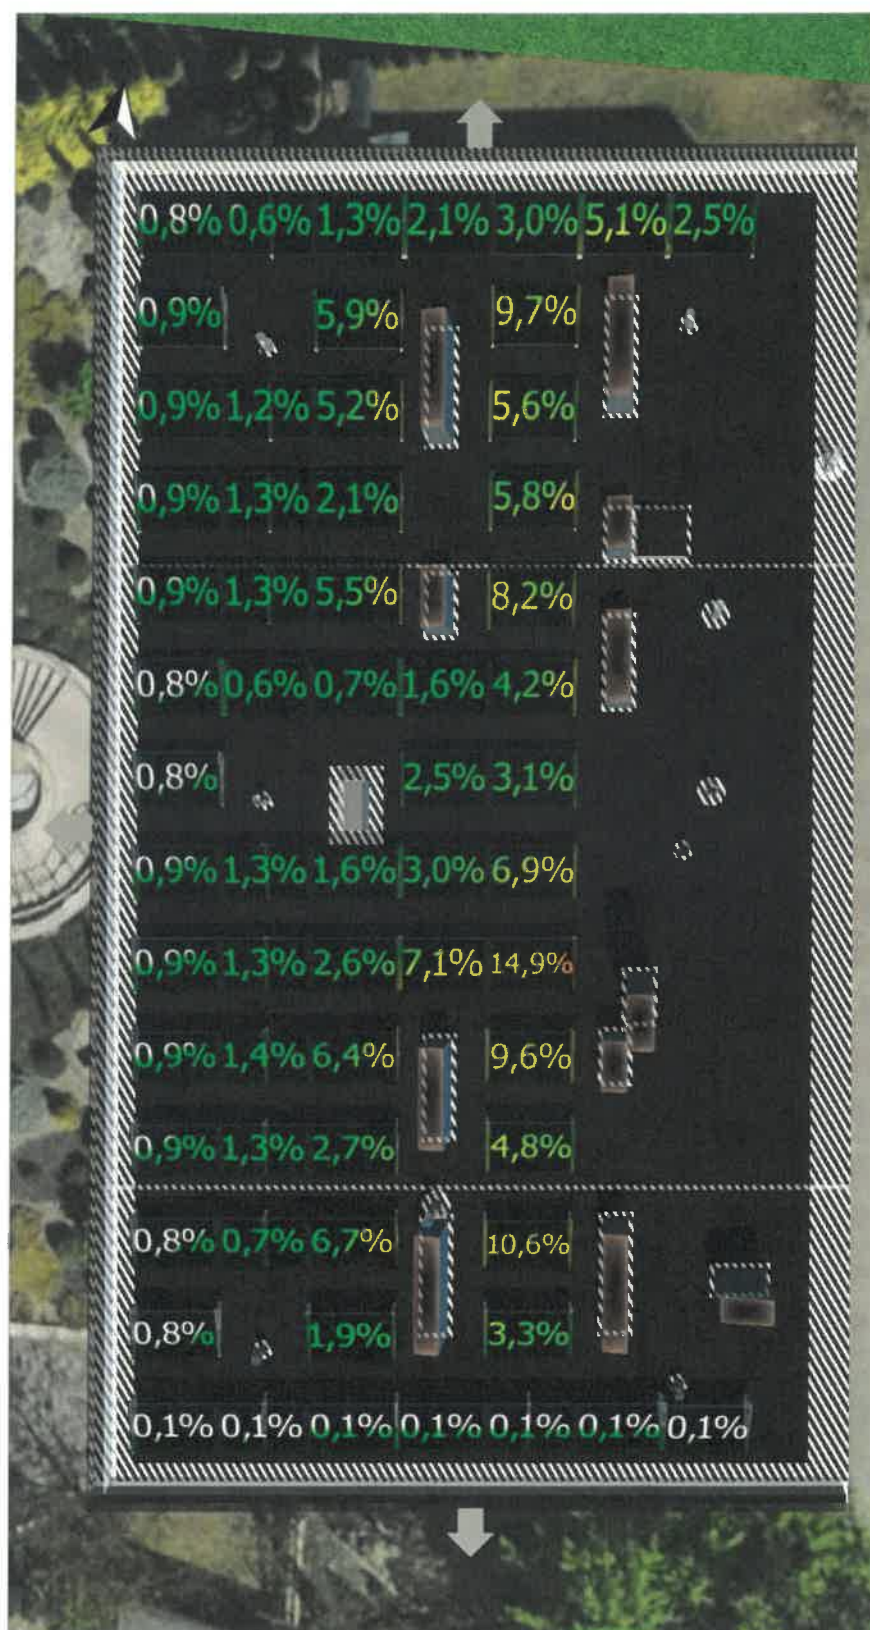 0,8% 0,6% 1,3% 2,1% 3,0% 5,1% 2,5%
0,9% 5,9% 9,7%
0,9% 1,2% 5,2% 5,6%
0,9% 1,3% 2,1% 5,8%
0,9% 1,3% 5,5% 8,2%
0,8% 0,6% 0,7% 1,6% 4,2%
0,8% 2,5% 3,1%
0,9% 1,3% 1,6% 3,0% 6,9%
0,9% 1,3% 2,6% 7,1% 14,9%
0,9% 1,4% 6,4% 9,6%
0,9% 1,3% 2,7% 4,8%
0,8% 0,7% 6,7% 10,6%
0,8% 1,9% 3,3%
0,1% 0,1% 0,1% 0,1% 0,1% 0,1% 0,1%